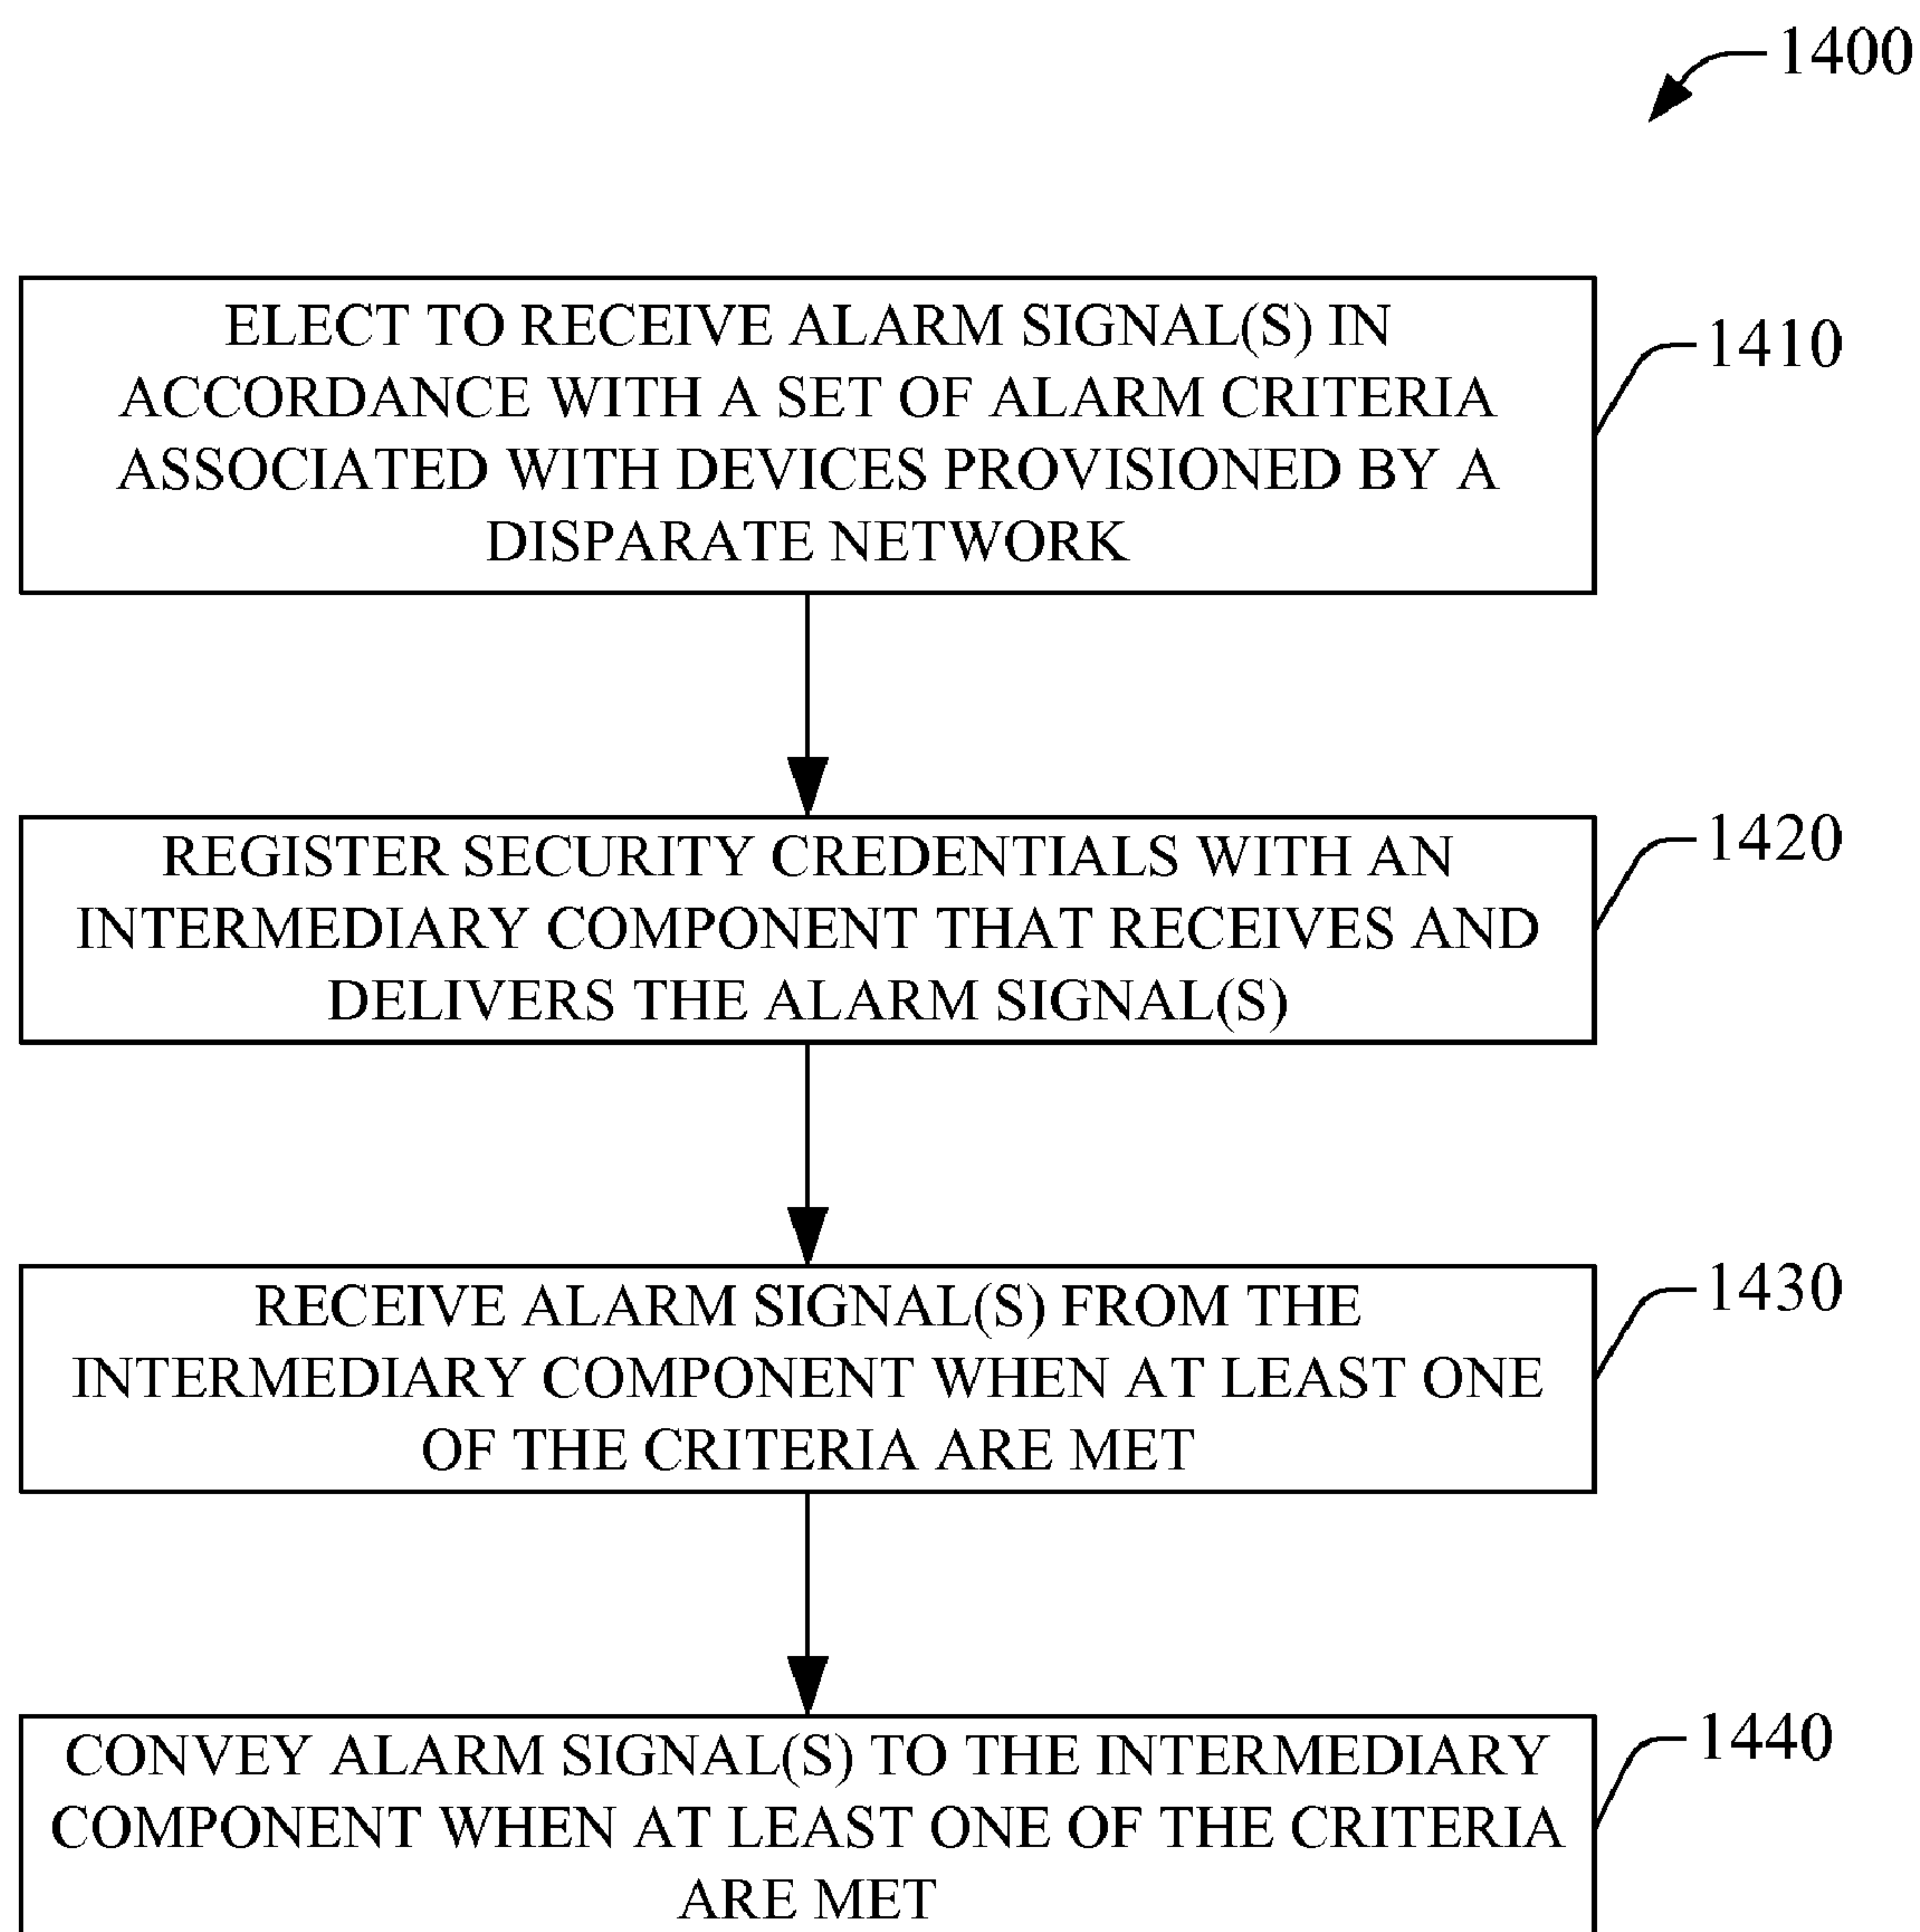 1400
ELECT TO RECEIVE ALARM SIGNAL(S) IN
ACCORDANCE WITH A SET OF ALARM CRITERIA
ASSOCIATED WITH DEVICES PROVISIONED BY A
DISPARATE NETWORK
1410
REGISTER SECURITY CREDENTIALS WITH AN
INTERMEDIARY COMPONENT THAT RECEIVES AND
DELIVERS THE ALARM SIGNAL(S)
1420
RECEIVE ALARM SIGNAL(S) FROM THE
INTERMEDIARY COMPONENT WHEN AT LEAST ONE
OF THE CRITERIA ARE MET
1430
CONVEY ALARM SIGNAL(S) TO THE INTERMEDIARY
COMPONENT WHEN AT LEAST ONE OF THE CRITERIA
ARE MET
1440